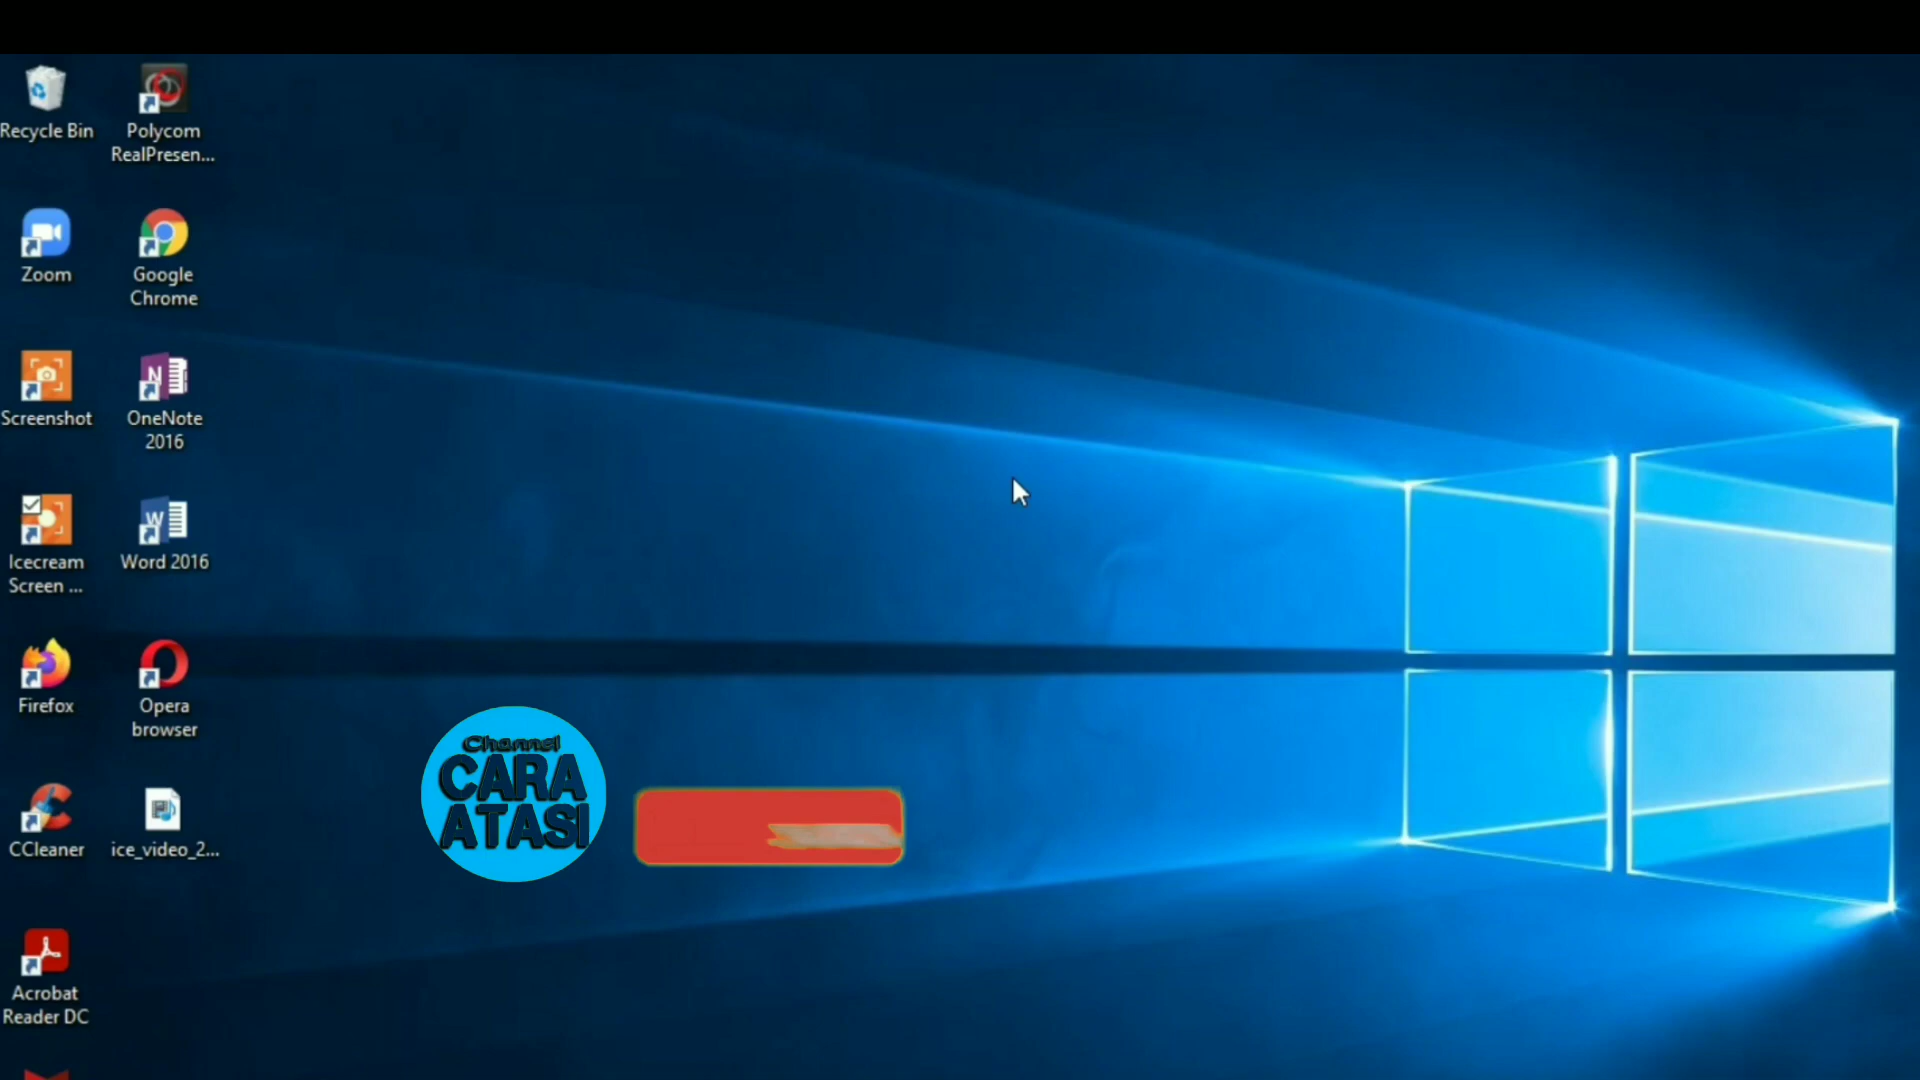 Recycle Bin
Polycom
RealPresen...
Zoom
Google
Chrome
Screenshot
OneNote
2016
Icecream
Screen ...
Word 2016
Firefox
Opera
browser
CCleaner
ice_video_2...
Acrobat
Reader DC
Channel
CARA
ATASI